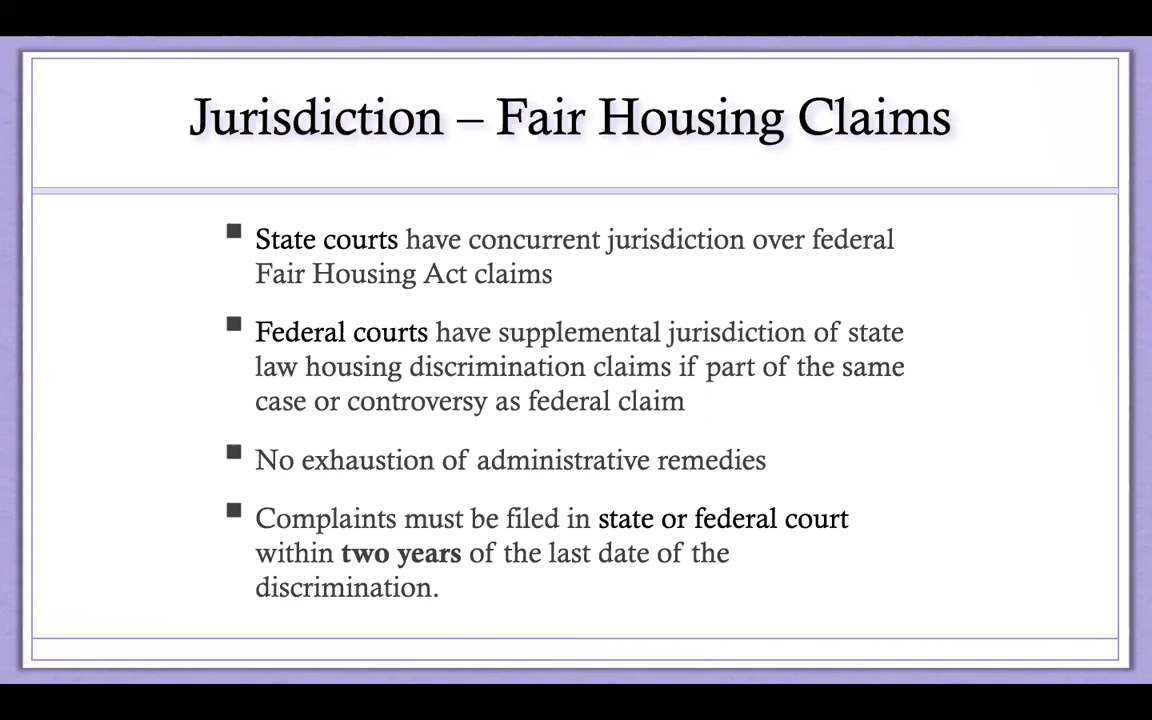 Jurisdiction – Fair Housing Claims
▪ State courts have concurrent jurisdiction over federal
Fair Housing Act claims
▪ Federal courts have supplemental jurisdiction of state
law housing discrimination claims if part of the same
case or controversy as federal claim
▪ No exhaustion of administrative remedies
▪ Complaints must be filed in state or federal court
within two years of the last date of the
discrimination.